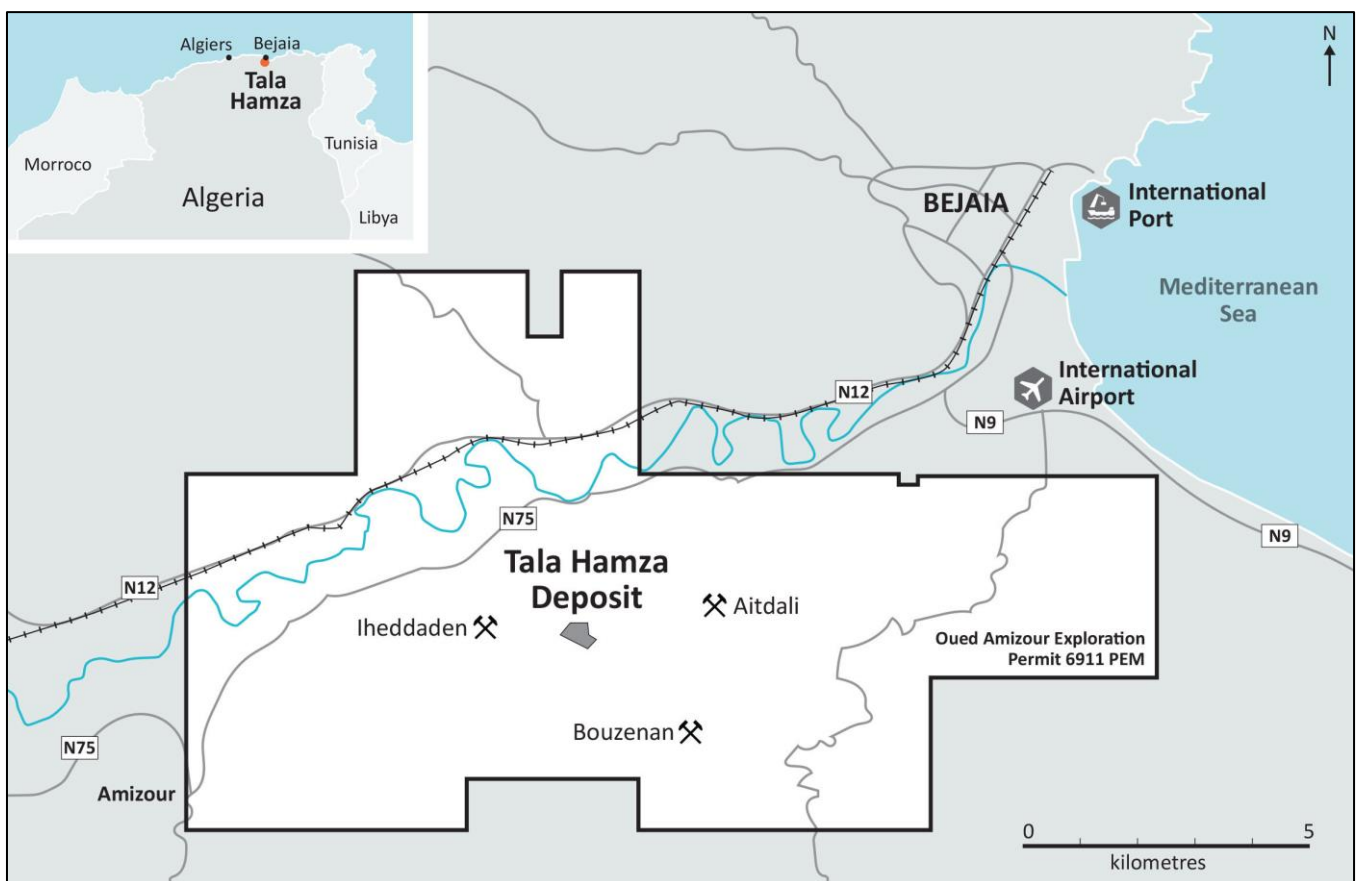 Algiers
Bejaia
Tala
Hamza
Morroco
Tunisia
Algeria
Libya
N
BEJAIA
International
Port
Mediterranean
Sea
International
Airport
N12
N9
N75
N9
Tala Hamza
Deposit
N12
Aitdali
Iheddaden
Oued Amizour Exploration
Permit 6911 PEM
Bouzenan
N75
Amizour
0 5
kilometres